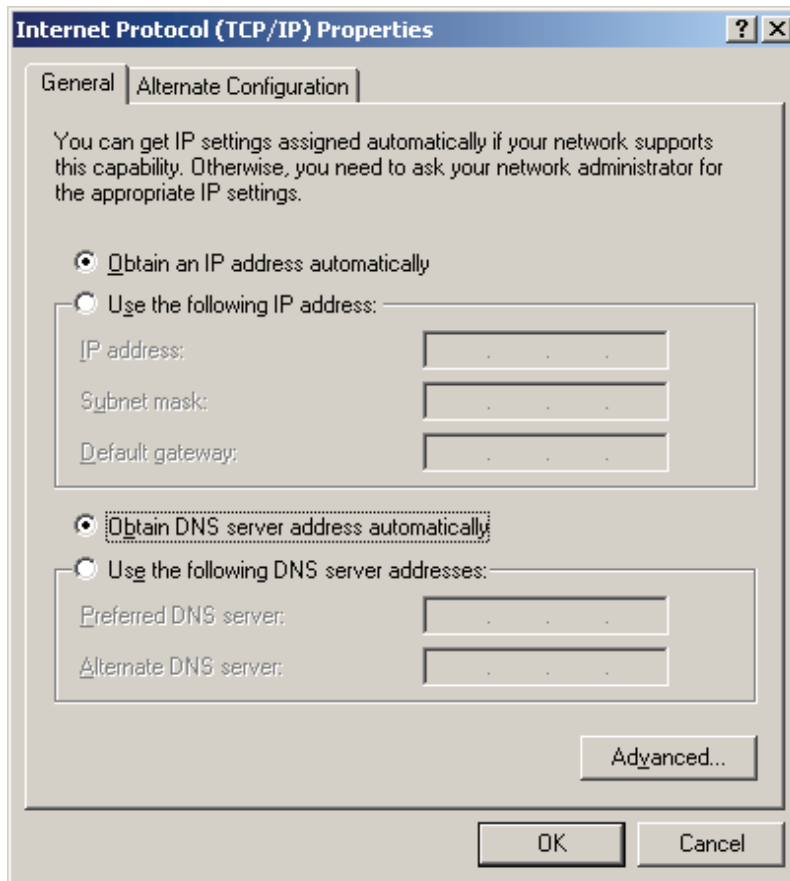 Internet Protocol (TCP/IP) Properties
General
Alternate Configuration
You can get IP settings assigned automatically if your network supports
this capability. Otherwise, you need to ask your network administrator for
the appropriate IP settings.
Obtain an IP address automatically
Use the following IP address:
IP address:
Subnet mask:
Default gateway:
Obtain DNS server address automatically
Use the following DNS server addresses:
Preferred DNS server:
Alternate DNS server:
Advanced...
OK
Cancel